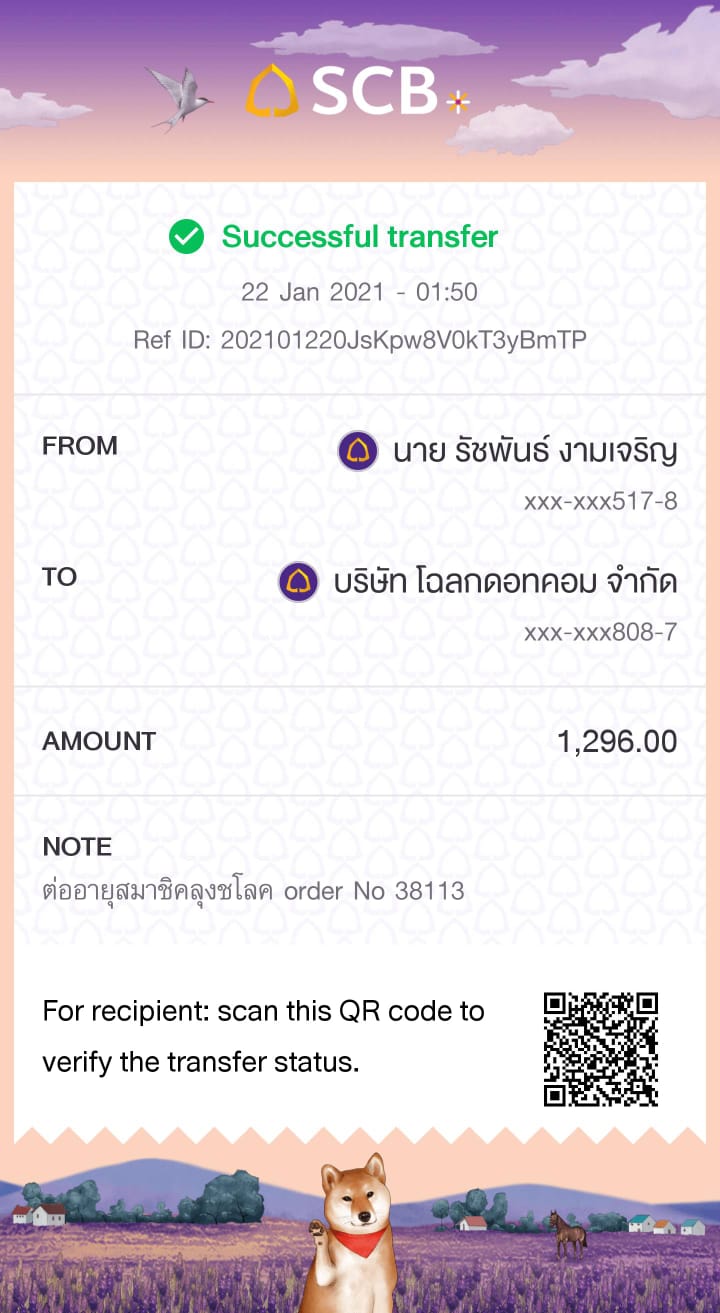 SCB
Successful transfer
22 Jan 2021 - 01:50
Ref ID: 202101220JsKpw8V0kT3yBmTP
FROM
นาย รัชพันธ์ งามเจริญ
xxx-xxx517-8
TO
บริษัท โฉลกดอทคอม จำกัด
xxx-xxx808-7
AMOUNT
1,296.00
NOTE
ต่ออายุสมาชิคลุงชโลค order No 38113
For recipient: scan this QR code to
verify the transfer status.